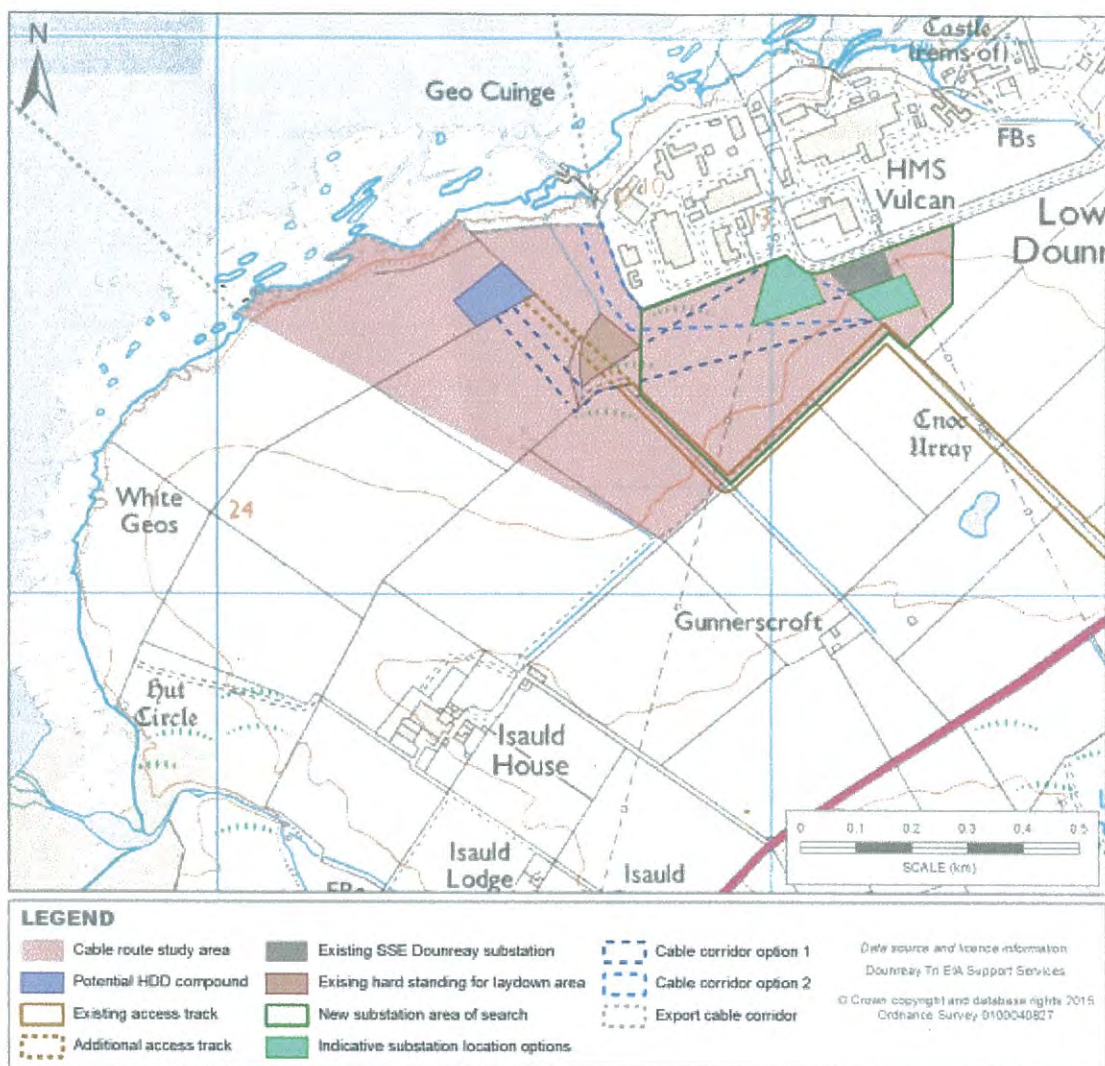 N
Castle
(rems of)
Geo Cuinge
FBs
10
HMS
Vulcan
13
Low
Dounr
Cnoc
Urray
White
Geos
24
Gunnerscroft
Hut
Circle
Isauld
House
0 0.1 0.2 0.3 0.4 0.5
SCALE (km)
Isauld
Lodge
Isauld
FBs
LEGEND
Cable route study area
Potential HDD compound
Existing access track
Additional access track
Existing SSE Dounreay substation
Exising hard standing for laydown area
New substation area of search
Indicative substation location options
Cable corridor option 1
Cable corridor option 2
Export cable corridor
Data source and licence information
Dounreay Tri EIA Support Services
© Crown copyright and database rights 2015
Ordnance Survey 0100040827